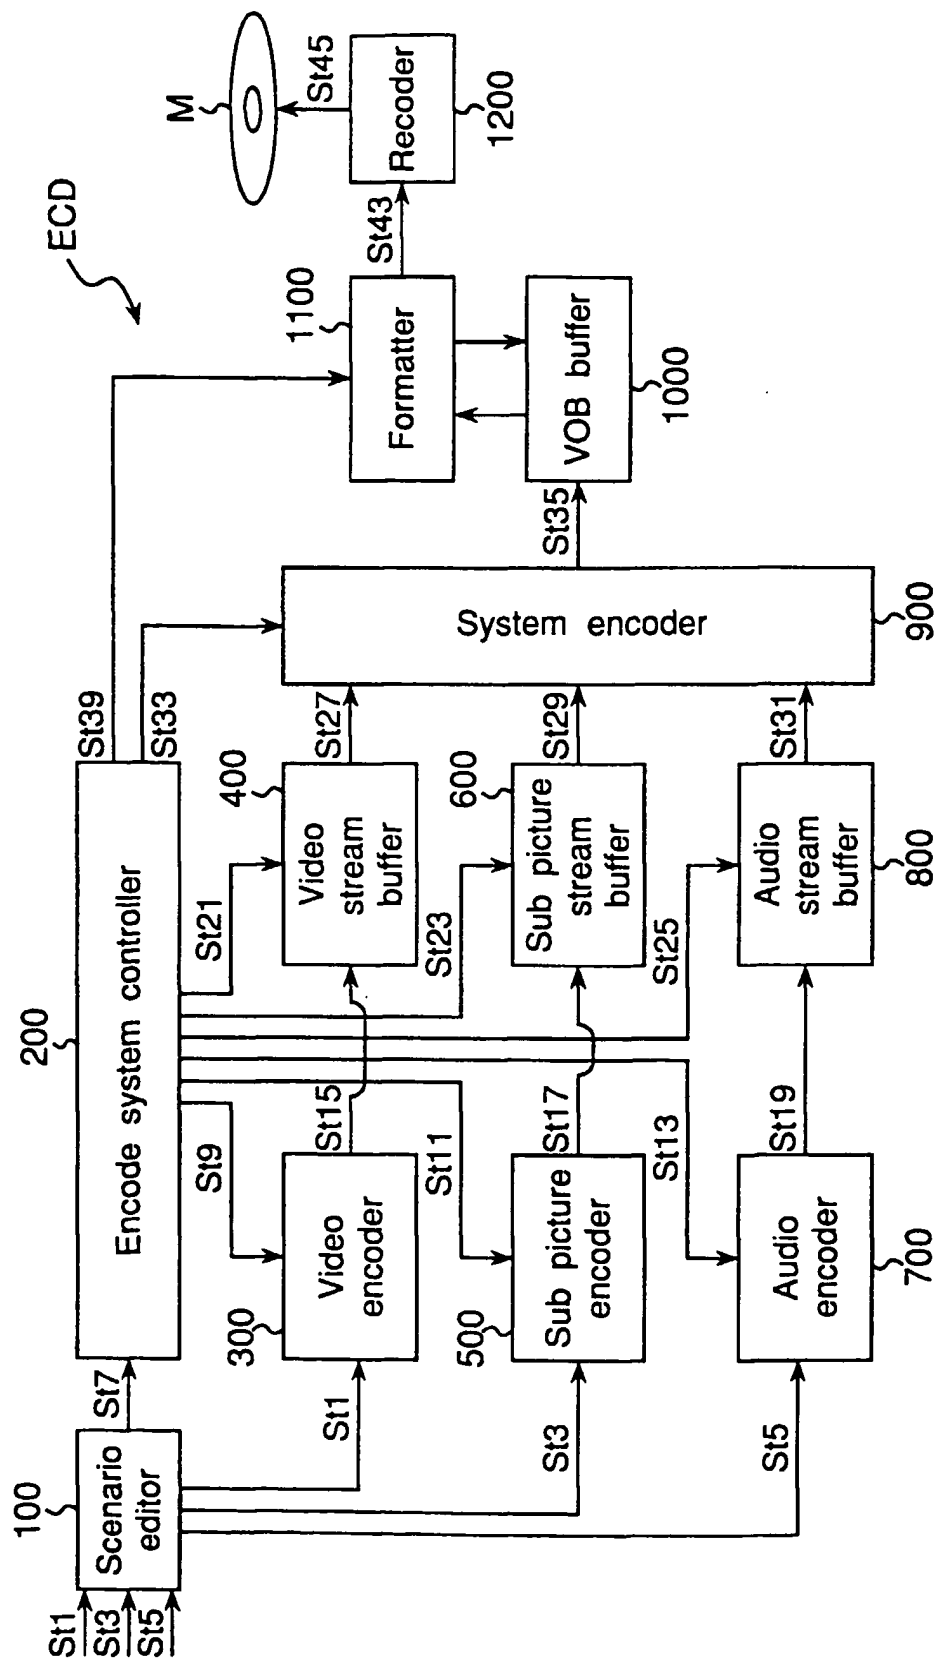 ECD
M
St45
Recoder
1200
St43
1100
Formatter
VOB buffer
1000
St35
System encoder
900
St39
St33
200
Encode system controller
St7
100
Scenario
editor
St1
St3
St5
St9
St21
St1
300
Video
encoder
St15
400
Video
stream
buffer
St27
St11
St23
St3
500
Sub picture
encoder
St17
600
Sub picture
stream
buffer
St29
St13
St25
St5
700
Audio
encoder
St19
800
Audio
stream
buffer
St31